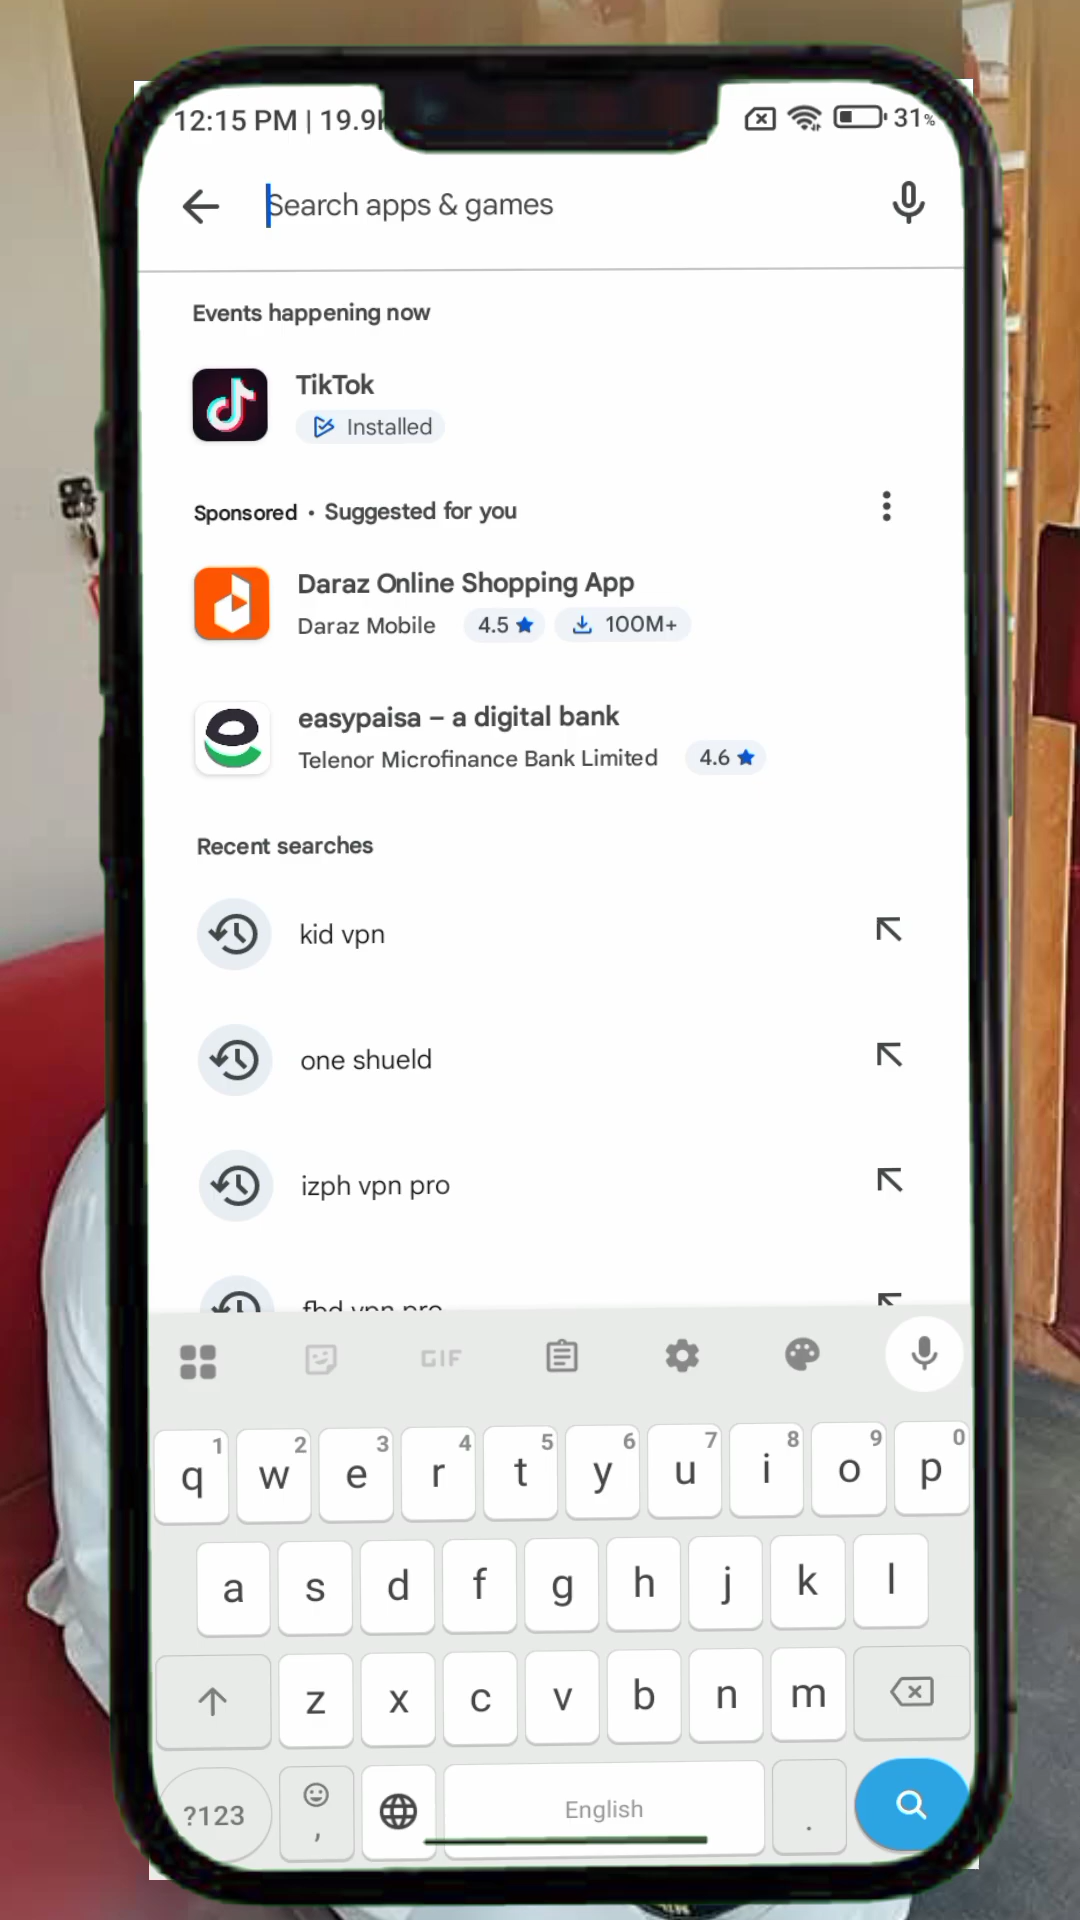 12:15 PM | 19.9
31%
Search apps & games
Events happening now
TikTok
Installed
Sponsored • Suggested for you
Daraz Online Shopping App
Daraz Mobile 4.5 ★ 100M+
easypaisa – a digital bank
Telenor Microfinance Bank Limited 4.6 ★
Recent searches
kid vpn
one shueld
izph vpn pro
fbd vpn pro
GIF
q 1 w 2 e 3 r 4 t 5 y 6 u 7 i 8 o 9 p 0
a s d f g h j k l
z x c v b n m
?123 , English .